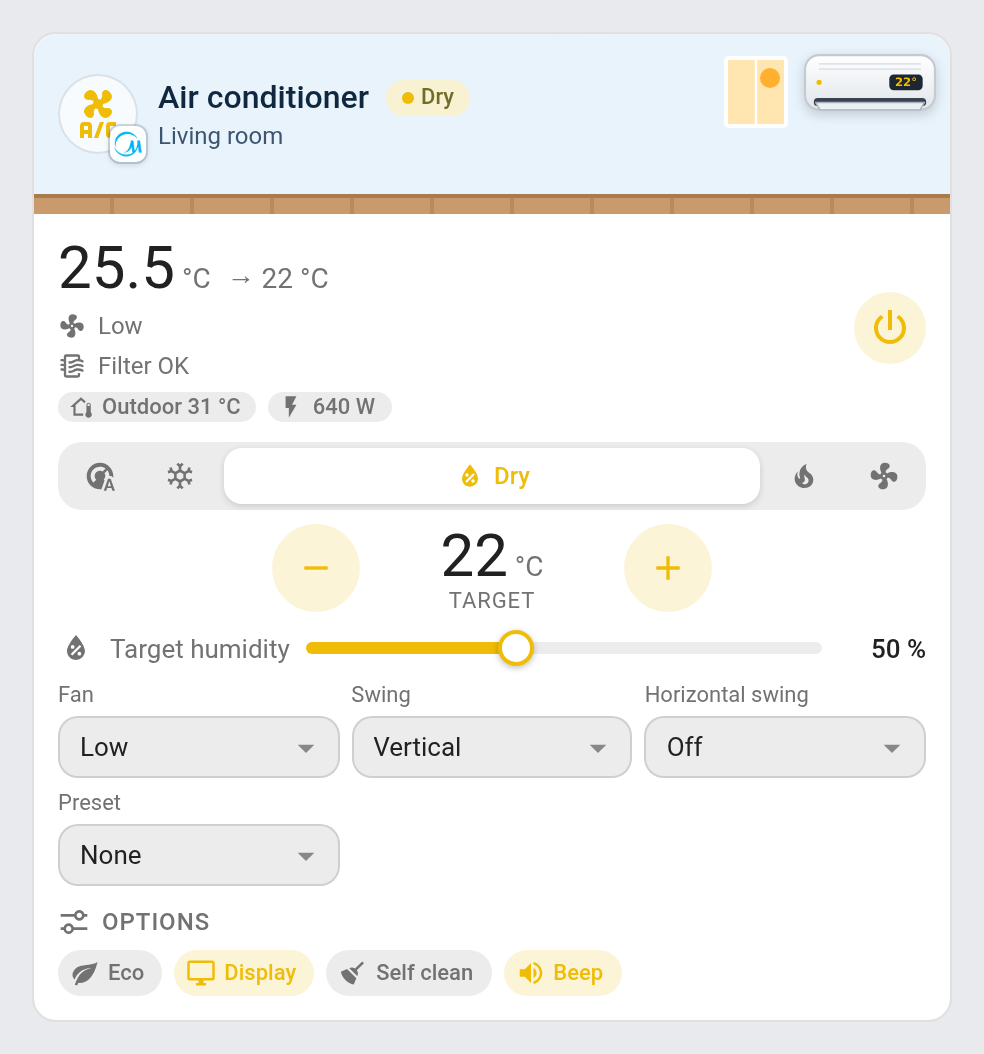 Air conditioner
Dry
Living room
A/C
22°
25.5 °C → 22 °C
Low
Filter OK
Outdoor 31 °C
640 W
Dry
22 °C
TARGET
Target humidity
50 %
Fan
Swing
Horizontal swing
Low
Vertical
Off
Preset
None
OPTIONS
Eco
Display
Self clean
Beep